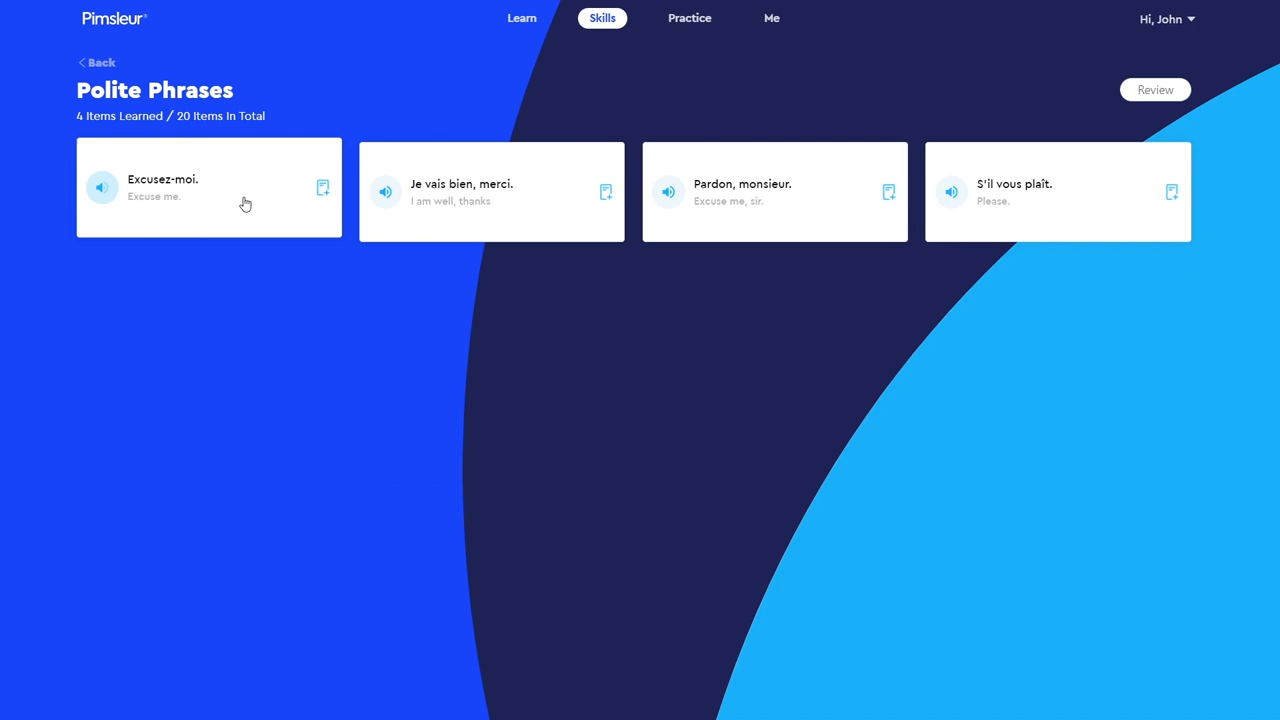 Pimsleur®
Learn
Skills
Practice
Me
Hi, John
Back
Polite Phrases
4 Items Learned / 20 Items In Total
Review
Excusez-moi.
Excuse me.
Je vais bien, merci.
I am well, thanks
Pardon, monsieur.
Excuse me, sir.
S'il vous plaît.
Please.